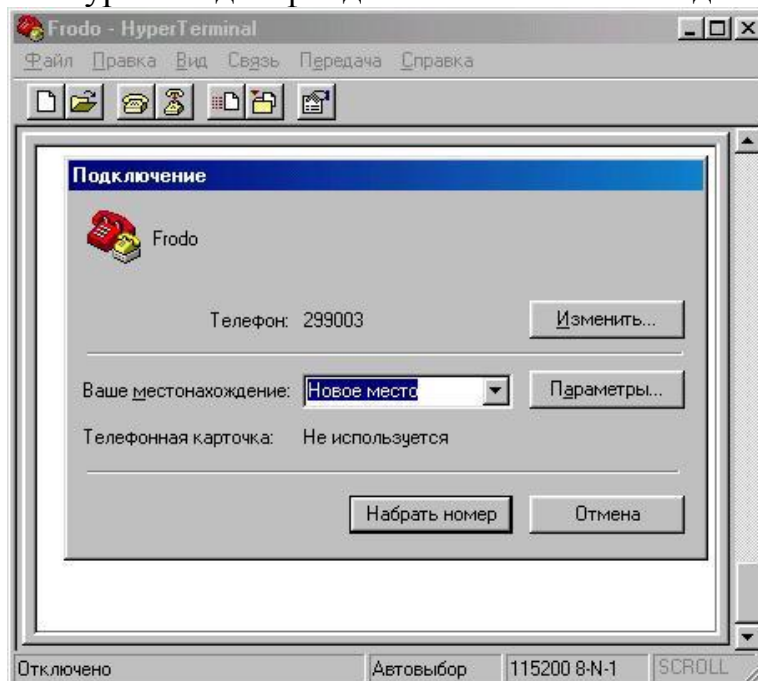 Frodo - HyperTerminal
Файл Правка Вид Связь Передача Справка
Подключение
Frodo
Телефон: 299003 Изменить...
Ваше местонахождение: Новое место Параметры...
Телефонная карточка: Не используется
Набрать номер Отмена
Отключено Автовыбор 115200 8-N-1 SCROLL